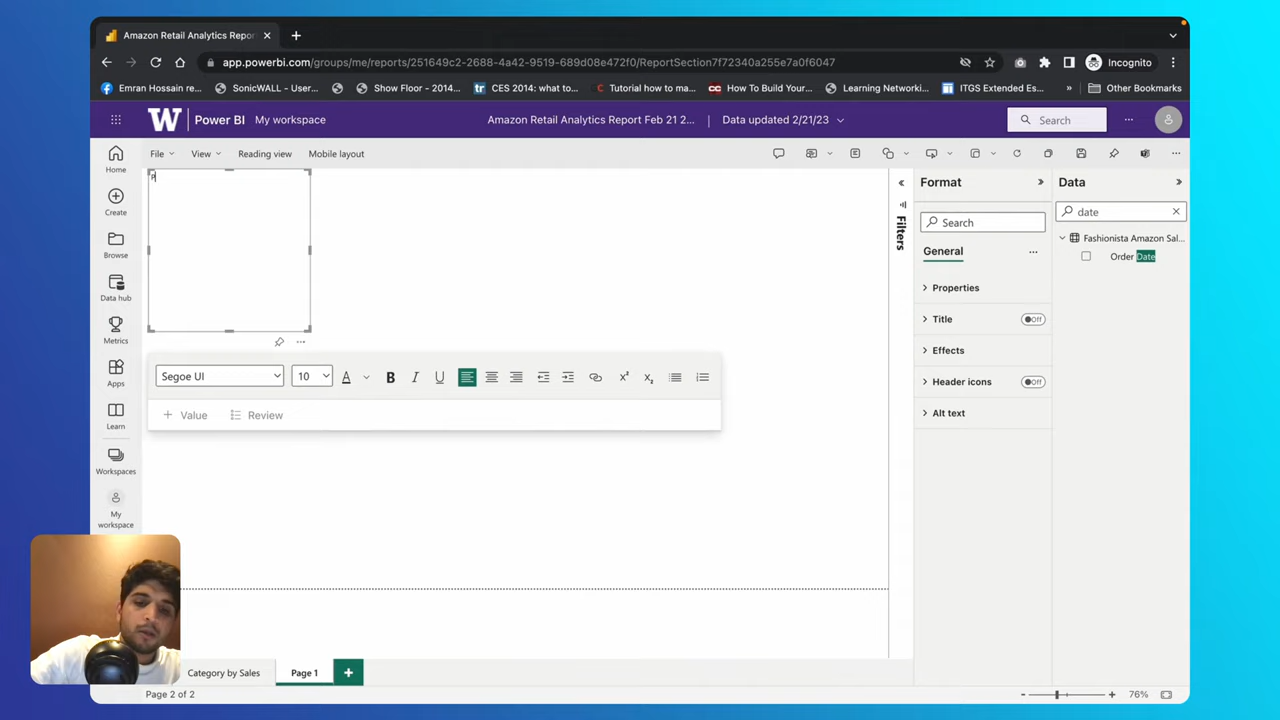 Amazon Retail Analytics Repor
app.powerbi.com/groups/me/reports/251649c2-2688-4a42-9519-689d08e472f0/ReportSection7f72340a255e7a0f6047
Incognito
Emran Hossain re...
SonicWALL - User...
Show Floor - 2014...
tr CES 2014: what to...
C Tutorial how to ma...
CC How To Build Your...
Learning Networki...
ITGS Extended Es...
»
Other Bookmarks
W Power BI My workspace
Amazon Retail Analytics Report Feb 21 2... | Data updated 2/21/23
Search
File View Reading view Mobile layout
Home
Create
Browse
Data hub
Metrics
Apps
Learn
Workspaces
My
workspace
P
Segoe UI 10 A B I U
+ Value Review
Filters
Format
Search
General
Properties
Title Off
Effects
Header icons Off
Alt text
Data
date
Fashionista Amazon Sal...
Order Date
Category by Sales Page 1 +
Page 2 of 2
- + 76%